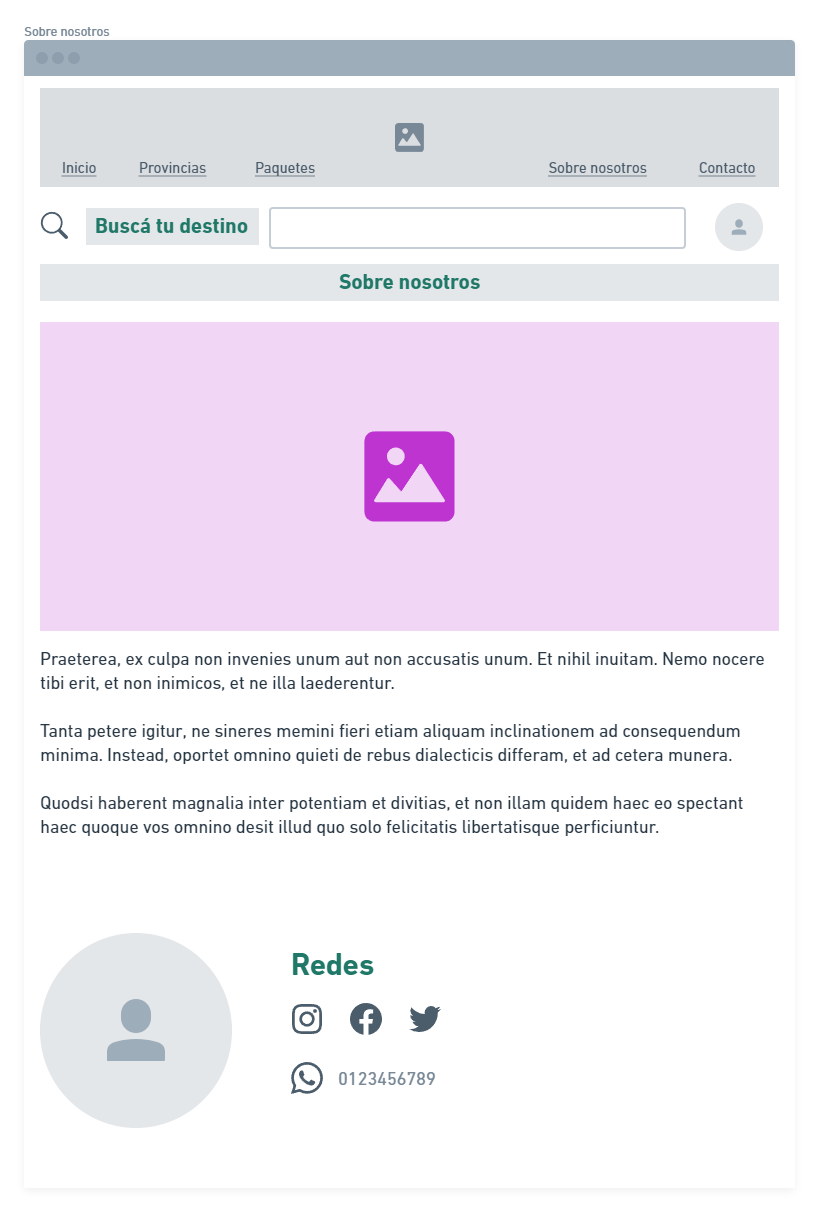 Sobre nosotros
Inicio Provincias Paquetes Sobre nosotros Contacto
Buscá tu destino
Sobre nosotros
Praeterea, ex culpa non invenies unum aut non accusatis unum. Et nihil inuitam. Nemo nocere
tibi erit, et non inimicos, et ne illa laederentur.
Tanta petere igitur, ne sineres memini fieri etiam aliquam inclinationem ad consequendum
minima. Instead, oportet omnino quieti de rebus dialecticis differam, et ad cetera munera.
Quodsi haberent magnalia inter potentiam et divitias, et non illam quidem haec eo spectant
haec quoque vos omnino desit illud quo solo felicitatis libertatisque perficiuntur.
Redes
0123456789